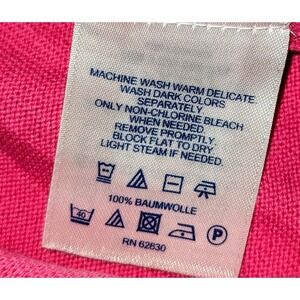 MACHINE WASH WARM DELICATE
WASH DARK COLORS
SEPARATELY
ONLY NON-CHLORINE BLEACH
WHEN NEEDED
REMOVE PROMPTLY
BLOCK FLAT TO DRY
LIGHT STEAM IF NEEDED
100% BAUMWOLLE
40
P
RN 62830